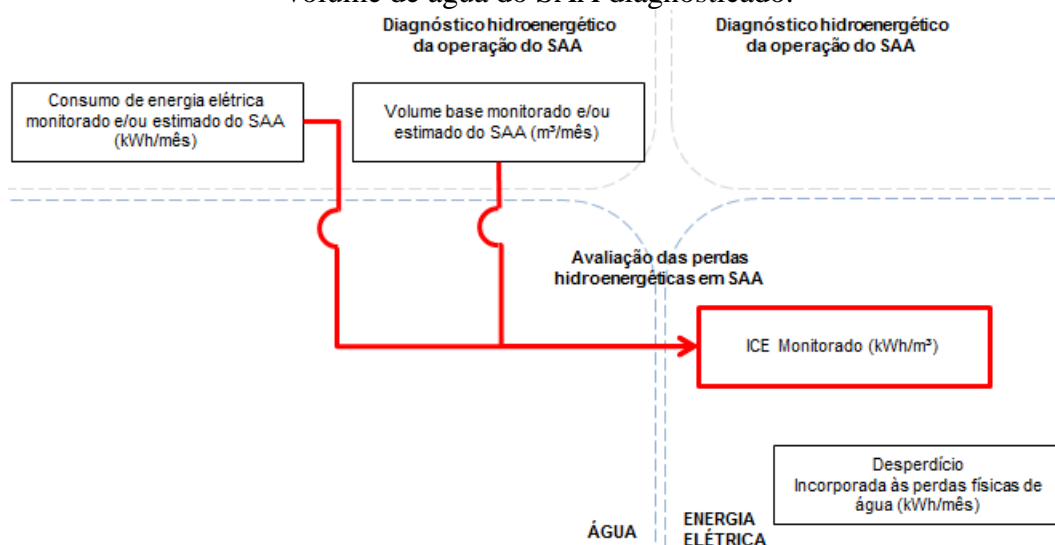 Volume de água do SAA diagnosticado.
Diagnóstico hidroenergético
da operação do SAA
Diagnóstico hidroenergético
da operação do SAA
Consumo de energia elétrica
monitorado e/ou estimado do SAA
(kWh/mês)
Volume base monitorado e/ou
estimado do SAA (m³/mês)
Avaliação das perdas
hidroenergéticas em SAA
ICE Monitorado (kWh/m³)
Desperdício
Incorporada às perdas físicas de
água (kWh/mês)
ÁGUA
ENERGIA
ELÉTRICA